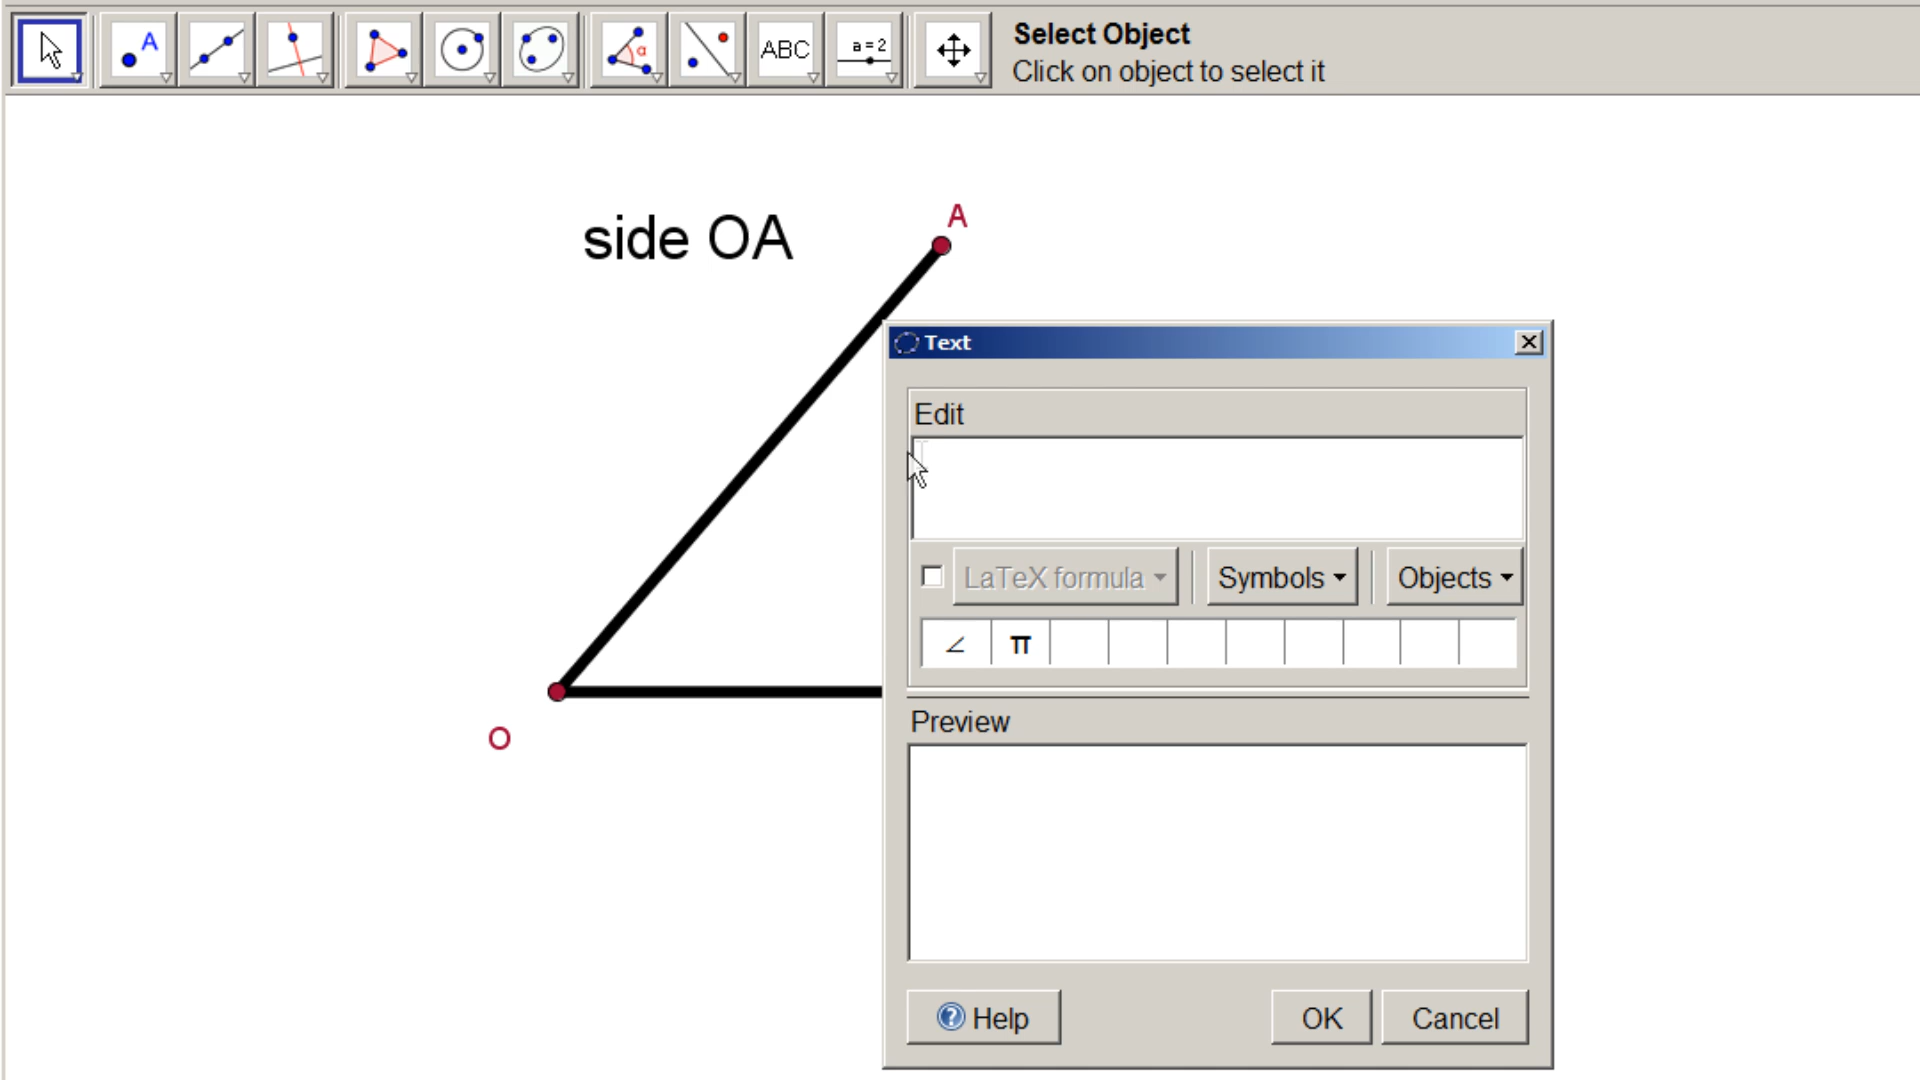 A
ABC
a = 2
α
Select Object
Click on object to select it
side OA
A
O
Text
Edit
LaTeX formula
Symbols
Objects
∠ π
Preview
Help
OK
Cancel